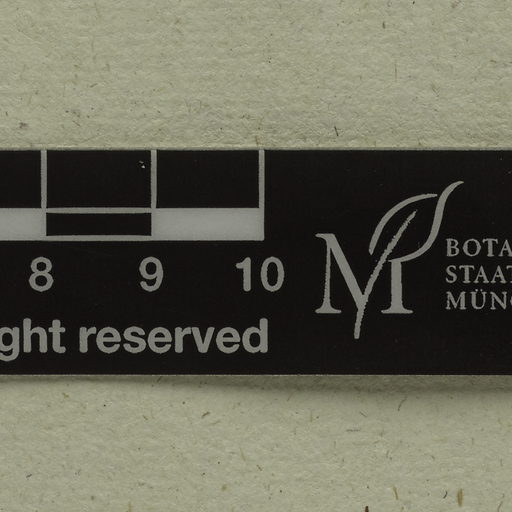 8 9 10
ght reserved
M
BOTA
STAAT
MÜNC